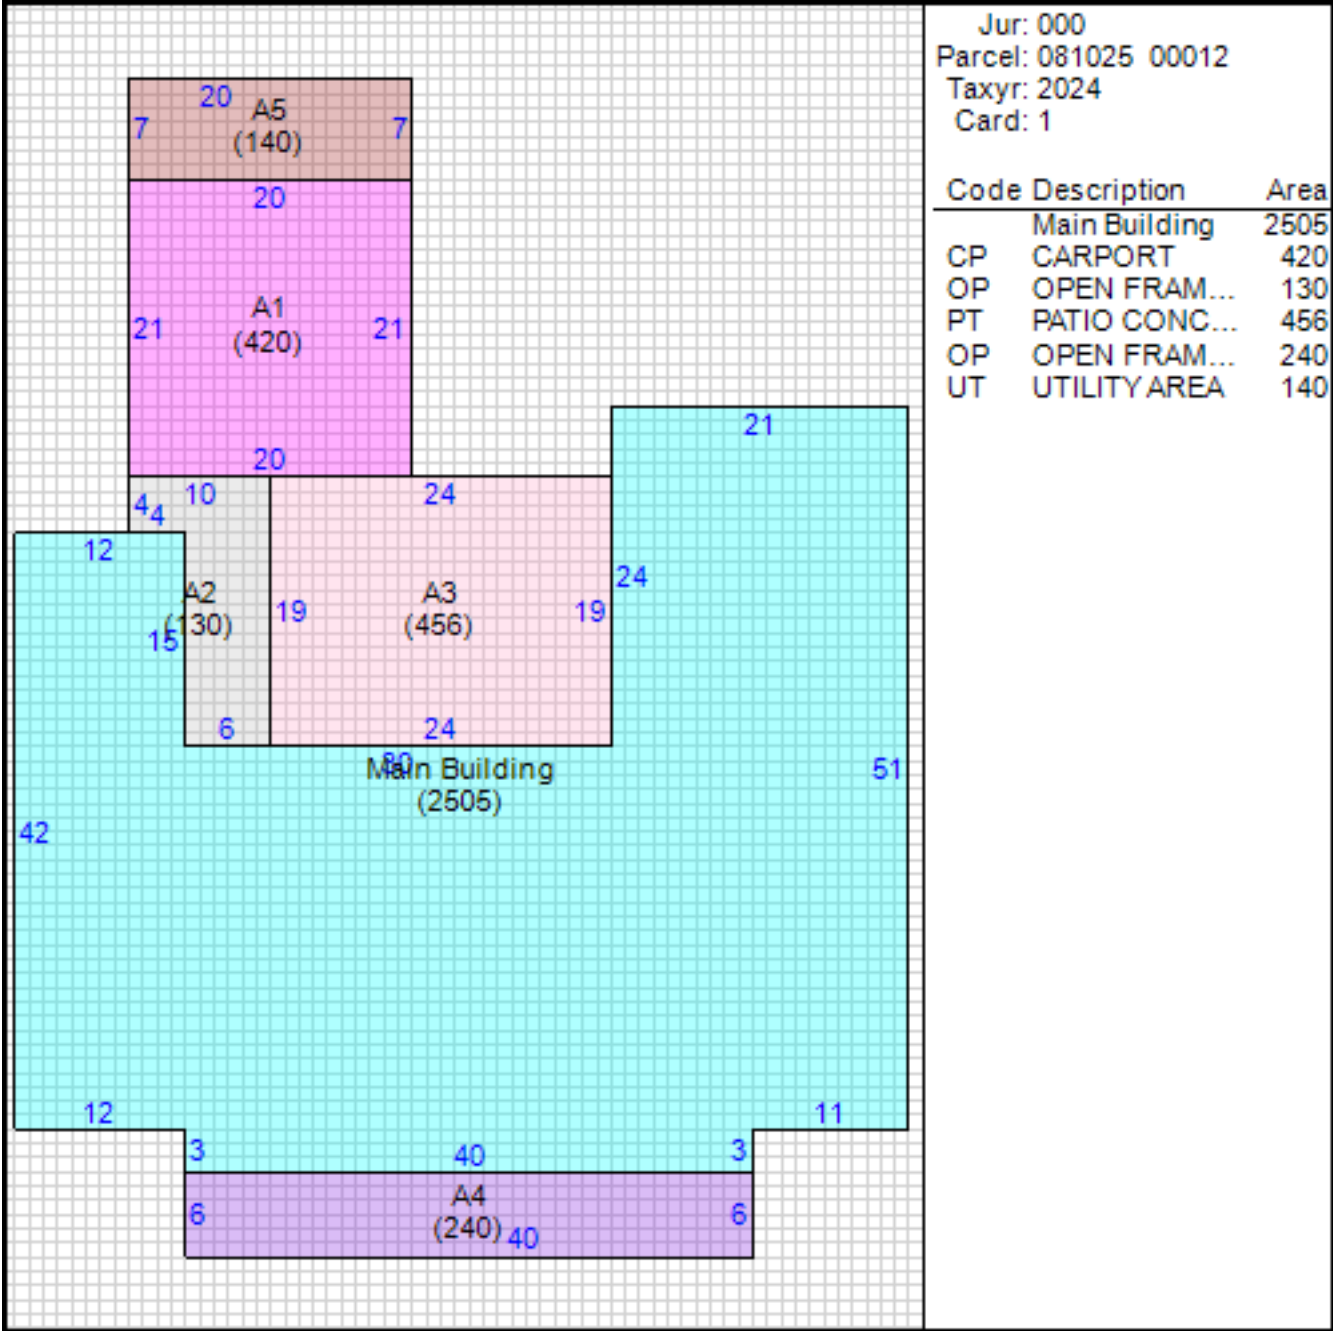 Jur: 000
Parcel: 081025 00012
Taxyr: 2024
Card: 1
Code Description Area
Main Building 2505
CP CARPORT 420
OP OPEN FRAM... 130
PT PATIO CONC... 456
OP OPEN FRAM... 240
UT UTILITY AREA 140
20
A5
7 7
(140)
20
A1
21 21
(420)
20
21
10 24
4
4
12
24
A2 A3
19 19
(130) (456)
15
6 24
30
Main Building
51
(2505)
42
12 11
3 40 3
A4
6 6
(240) 40